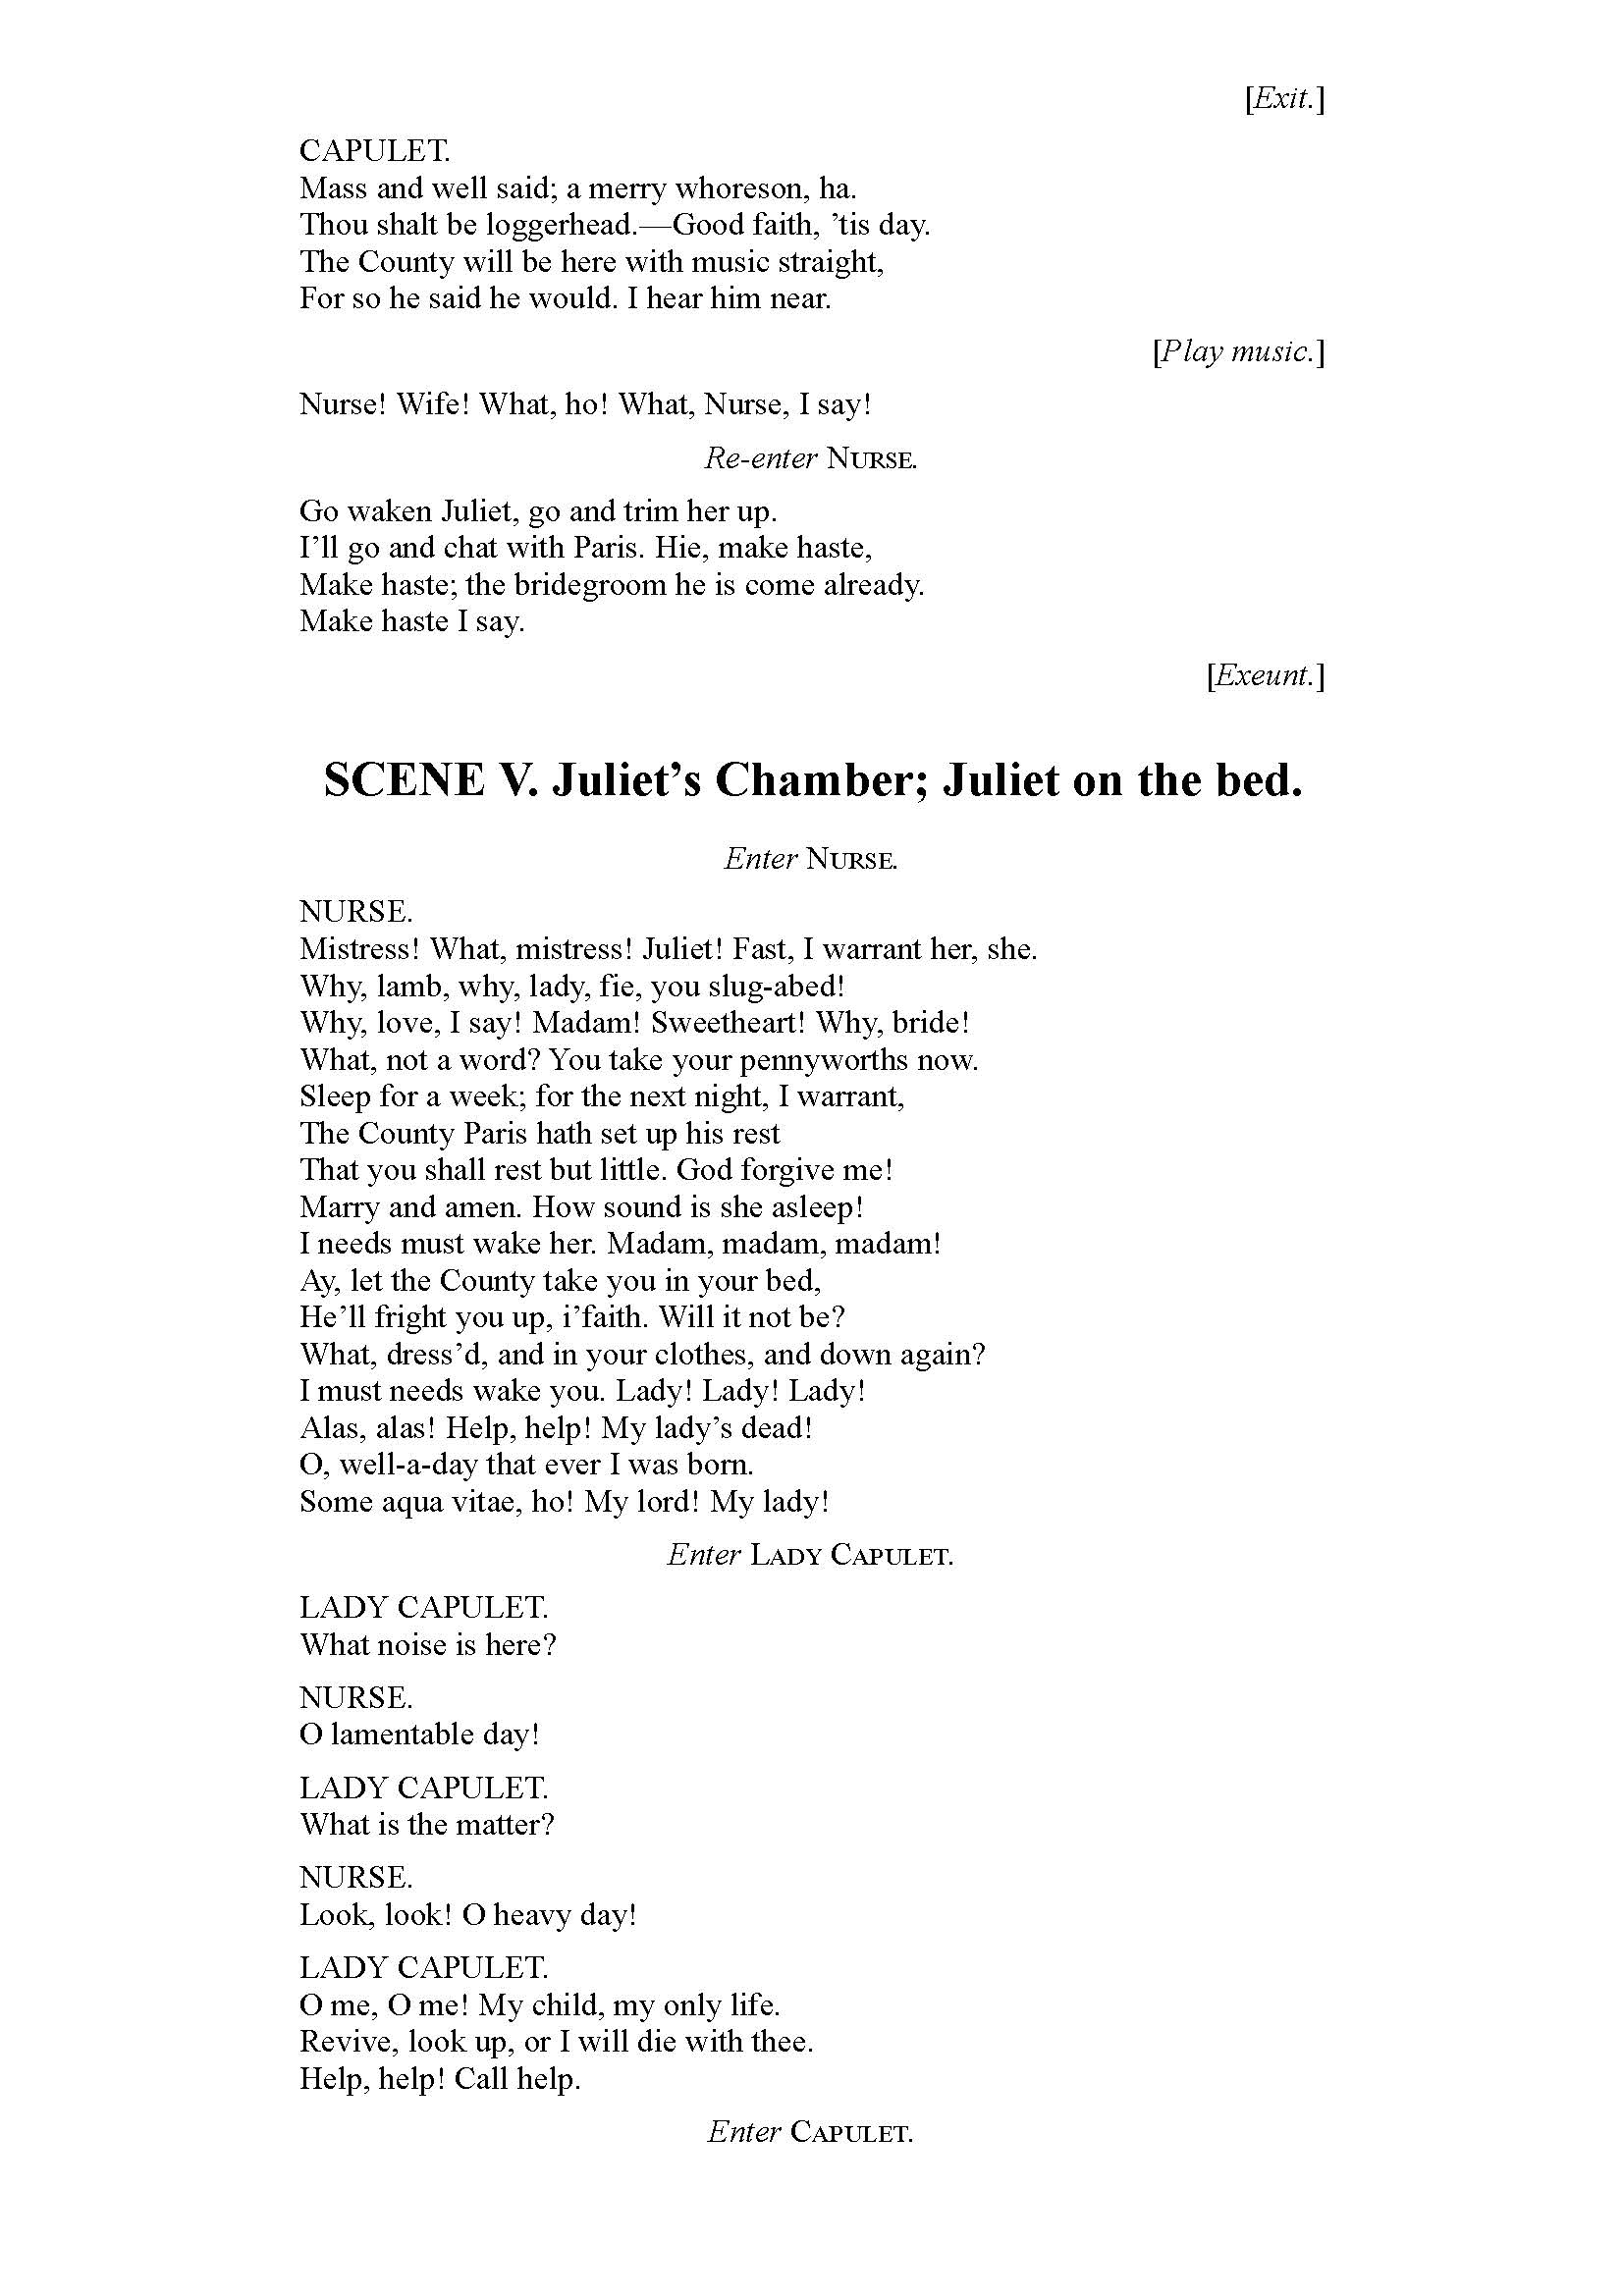 [Exit.]
CAPULET.
Mass and well said; a merry whoreson, ha.
Thou shalt be loggerhead.—Good faith, ’tis day.
The County will be here with music straight,
For so he said he would. I hear him near.
[Play music.]
Nurse! Wife! What, ho! What, Nurse, I say!
Re-enter NURSE.
Go waken Juliet, go and trim her up.
I’ll go and chat with Paris. Hie, make haste,
Make haste; the bridegroom he is come already.
Make haste I say.
[Exeunt.]
SCENE V. Juliet’s Chamber; Juliet on the bed.
Enter NURSE.
NURSE.
Mistress! What, mistress! Juliet! Fast, I warrant her, she.
Why, lamb, why, lady, fie, you slug-abed!
Why, love, I say! Madam! Sweetheart! Why, bride!
What, not a word? You take your pennyworths now.
Sleep for a week; for the next night, I warrant,
The County Paris hath set up his rest
That you shall rest but little. God forgive me!
Marry and amen. How sound is she asleep!
I needs must wake her. Madam, madam, madam!
Ay, let the County take you in your bed,
He’ll fright you up, i’faith. Will it not be?
What, dress’d, and in your clothes, and down again?
I must needs wake you. Lady! Lady! Lady!
Alas, alas! Help, help! My lady’s dead!
O, well-a-day that ever I was born.
Some aqua vitae, ho! My lord! My lady!
Enter LADY CAPULET.
LADY CAPULET.
What noise is here?
NURSE.
O lamentable day!
LADY CAPULET.
What is the matter?
NURSE.
Look, look! O heavy day!
LADY CAPULET.
O me, O me! My child, my only life.
Revive, look up, or I will die with thee.
Help, help! Call help.
Enter CAPULET.